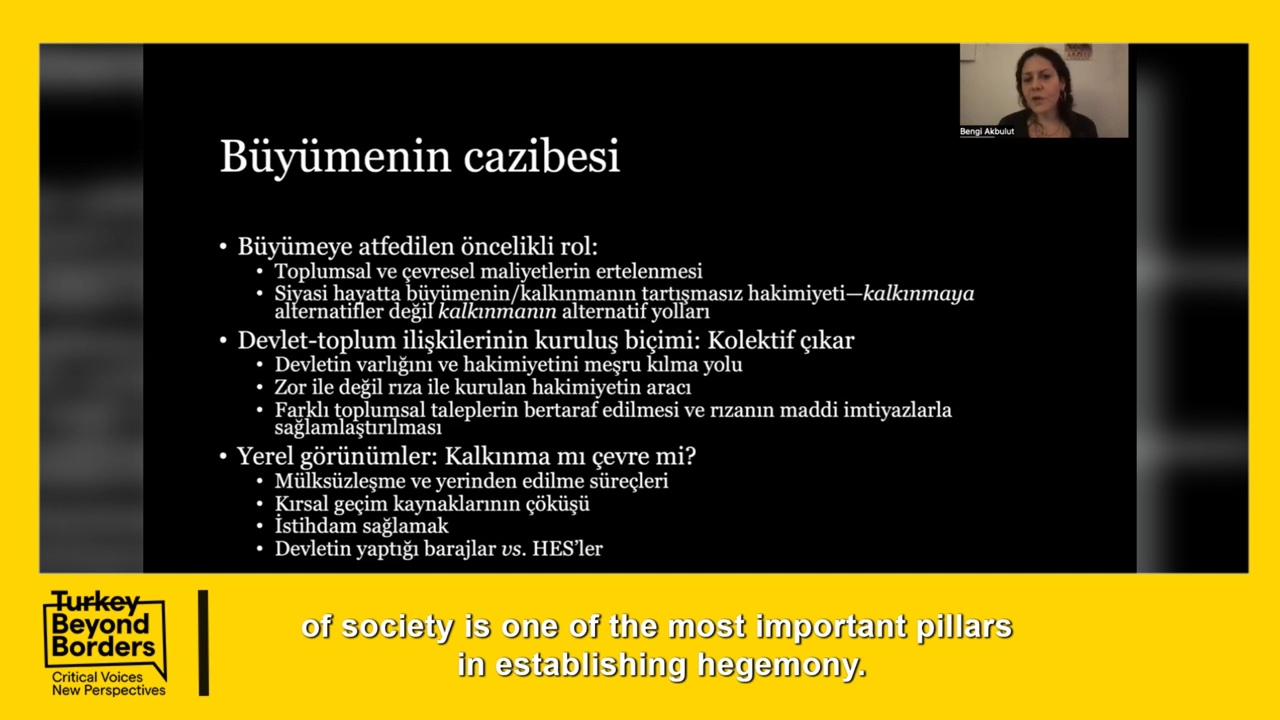 Bengi Akbulut
Büyümenin cazibesi
• Büyümeye atfedilen öncelikli rol:
• Toplumsal ve çevresel maliyetlerin ertelenmesi
• Siyasi hayatta büyümenin/kalkınmanın tartışmasız hakimiyeti—kalkınmaya
alternatifler değil kalkınmanın alternatif yolları
• Devlet-toplum ilişkilerinin kuruluş biçimi: Kolektif çıkar
• Devletin varlığını ve hakimiyetini meşru kılma yolu
• Zor ile değil rıza ile kurulan hakimiyetin aracı
• Farklı toplumsal taleplerin bertaraf edilmesi ve rızanın maddi imtiyazlarla
sağlamlaştırılması
• Yerel görünümler: Kalkınma mı çevre mi?
• Mülksüzleşme ve yerinden edilme süreçleri
• Kırsal geçim kaynaklarının çöküşü
• İstihdam sağlamak
• Devletin yaptığı barajlar vs. HES’ler
Turkey
Beyond
Borders
Critical Voices
New Perspectives
of society is one of the most important pillars
in establishing hegemony.